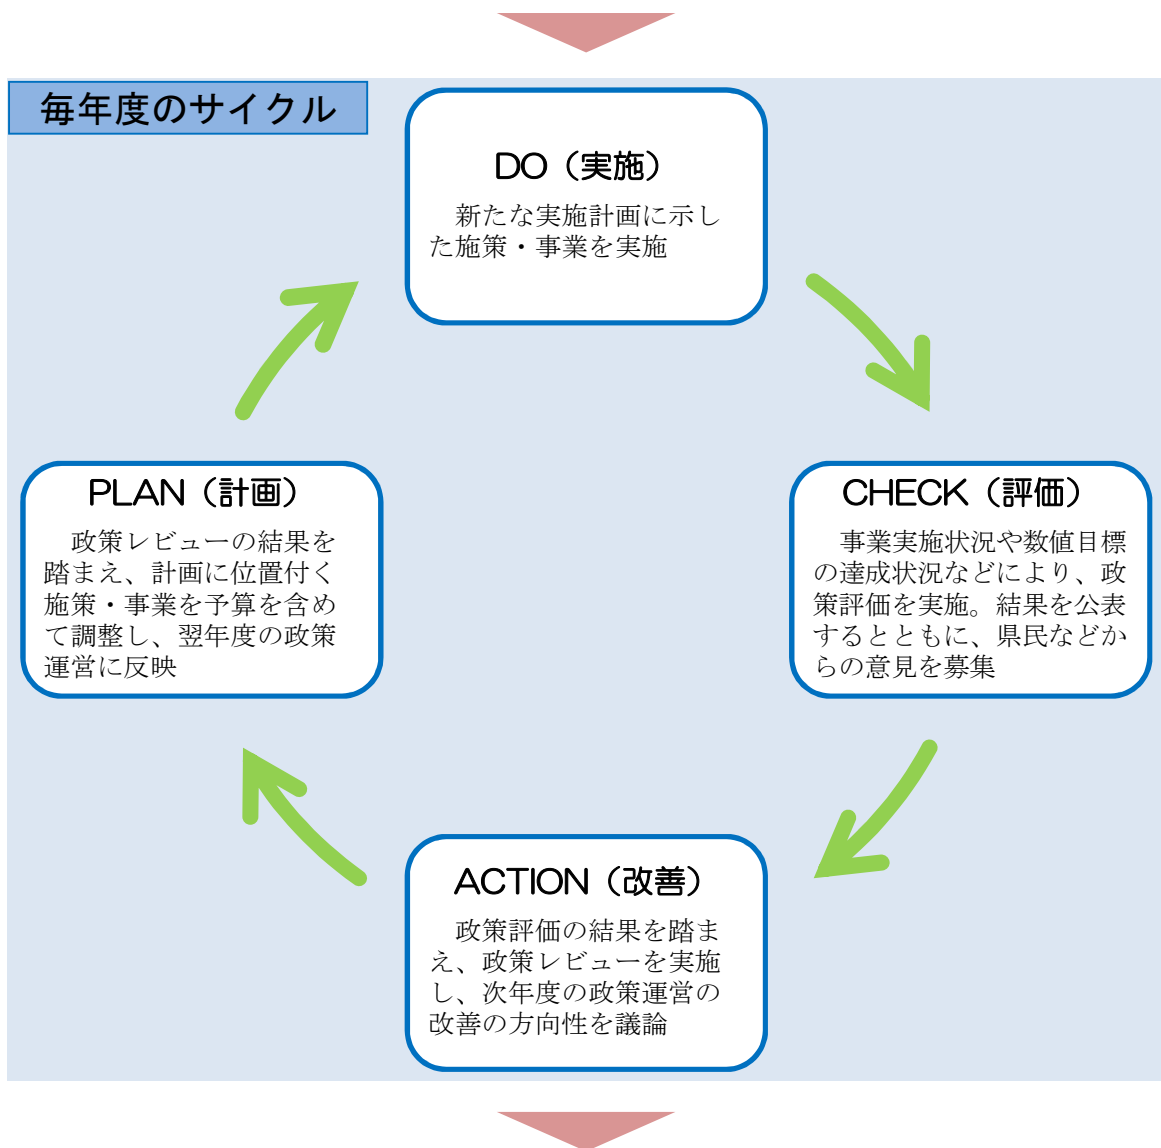 毎年度のサイクル
DO（実施）
新たな実施計画に示し
た施策・事業を実施
PLAN（計画）
政策レビューの結果を
踏まえ、計画に位置付く
施策・事業を予算を含め
て調整し、翌年度の政策
運営に反映
CHECK（評価）
事業実施状況や数値目標
の達成状況などにより、政
策評価を実施。結果を公表
するとともに、県民などか
らの意見を募集
ACTION（改善）
政策評価の結果を踏ま
え、政策レビューを実施
し、次年度の政策運営の
改善の方向性を議論